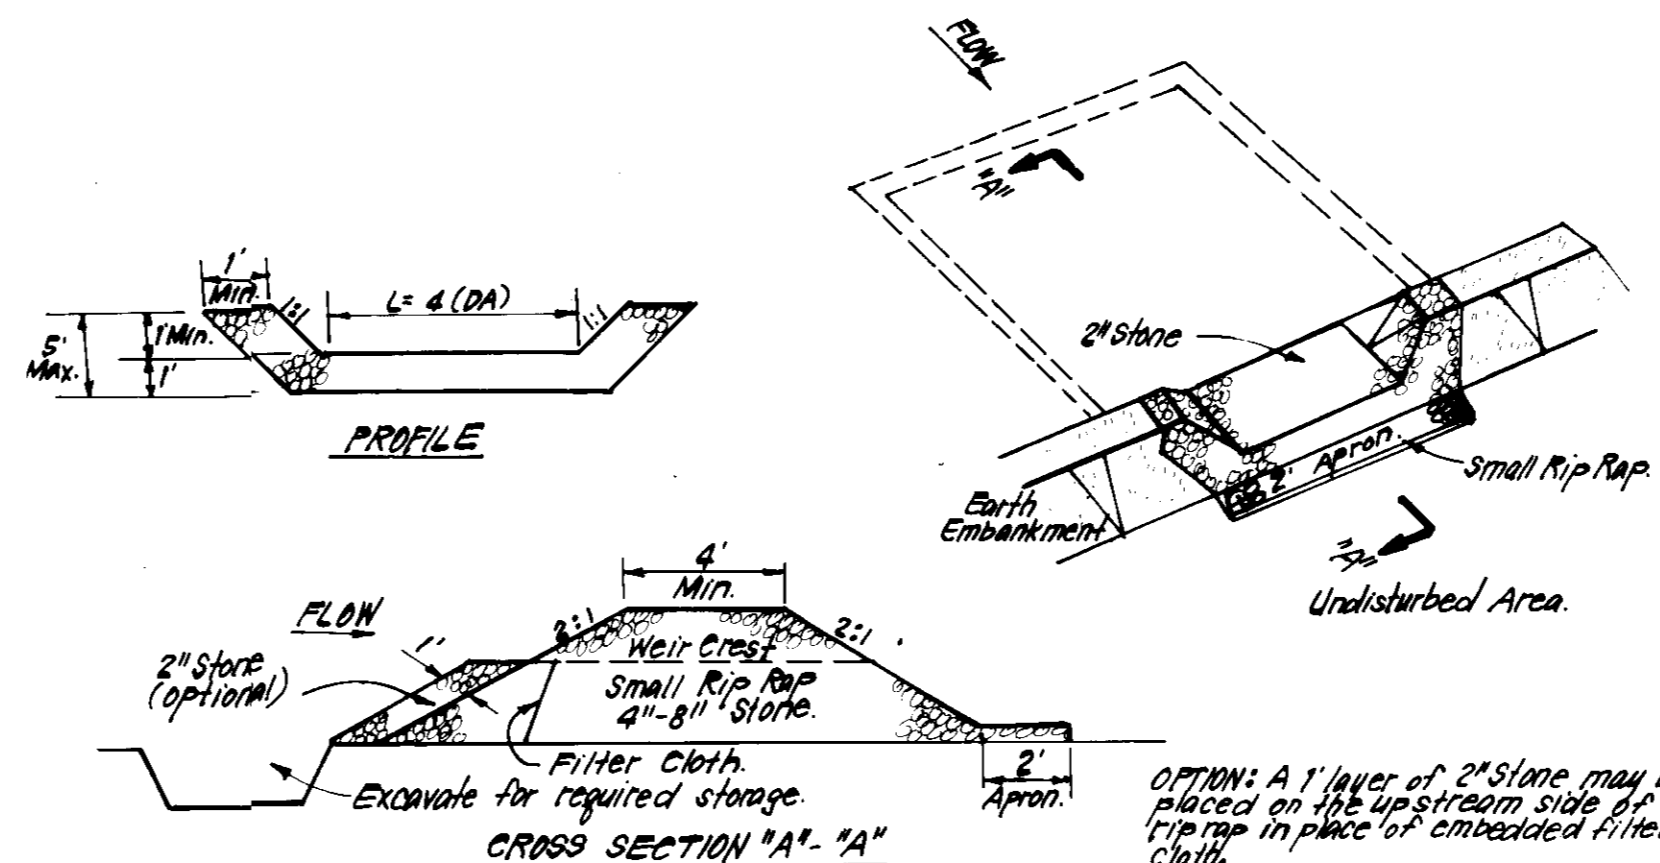 FLOW
"A"
1'
Min.
1:1
L= 4 (DA)
1:1
5'
MAX.
1' Min.
1'
2" Stone
PROFILE
2' Apron.
Small Rip Rap.
Earth
Embankment
"A"
Undisturbed Area.
4'
Min.
FLOW
1'
2:1
2:1
2" Stone
(optional)
Weir Crest
Small Rip Rap
4"-8" Stone.
Filter Cloth.
Excavate for required storage.
2'
Apron.
CROSS SECTION "A"- "A"
OPTION: A 1' layer of 2" Stone may
placed on the upstream side of
riprap in place of embedded filter
cloth.